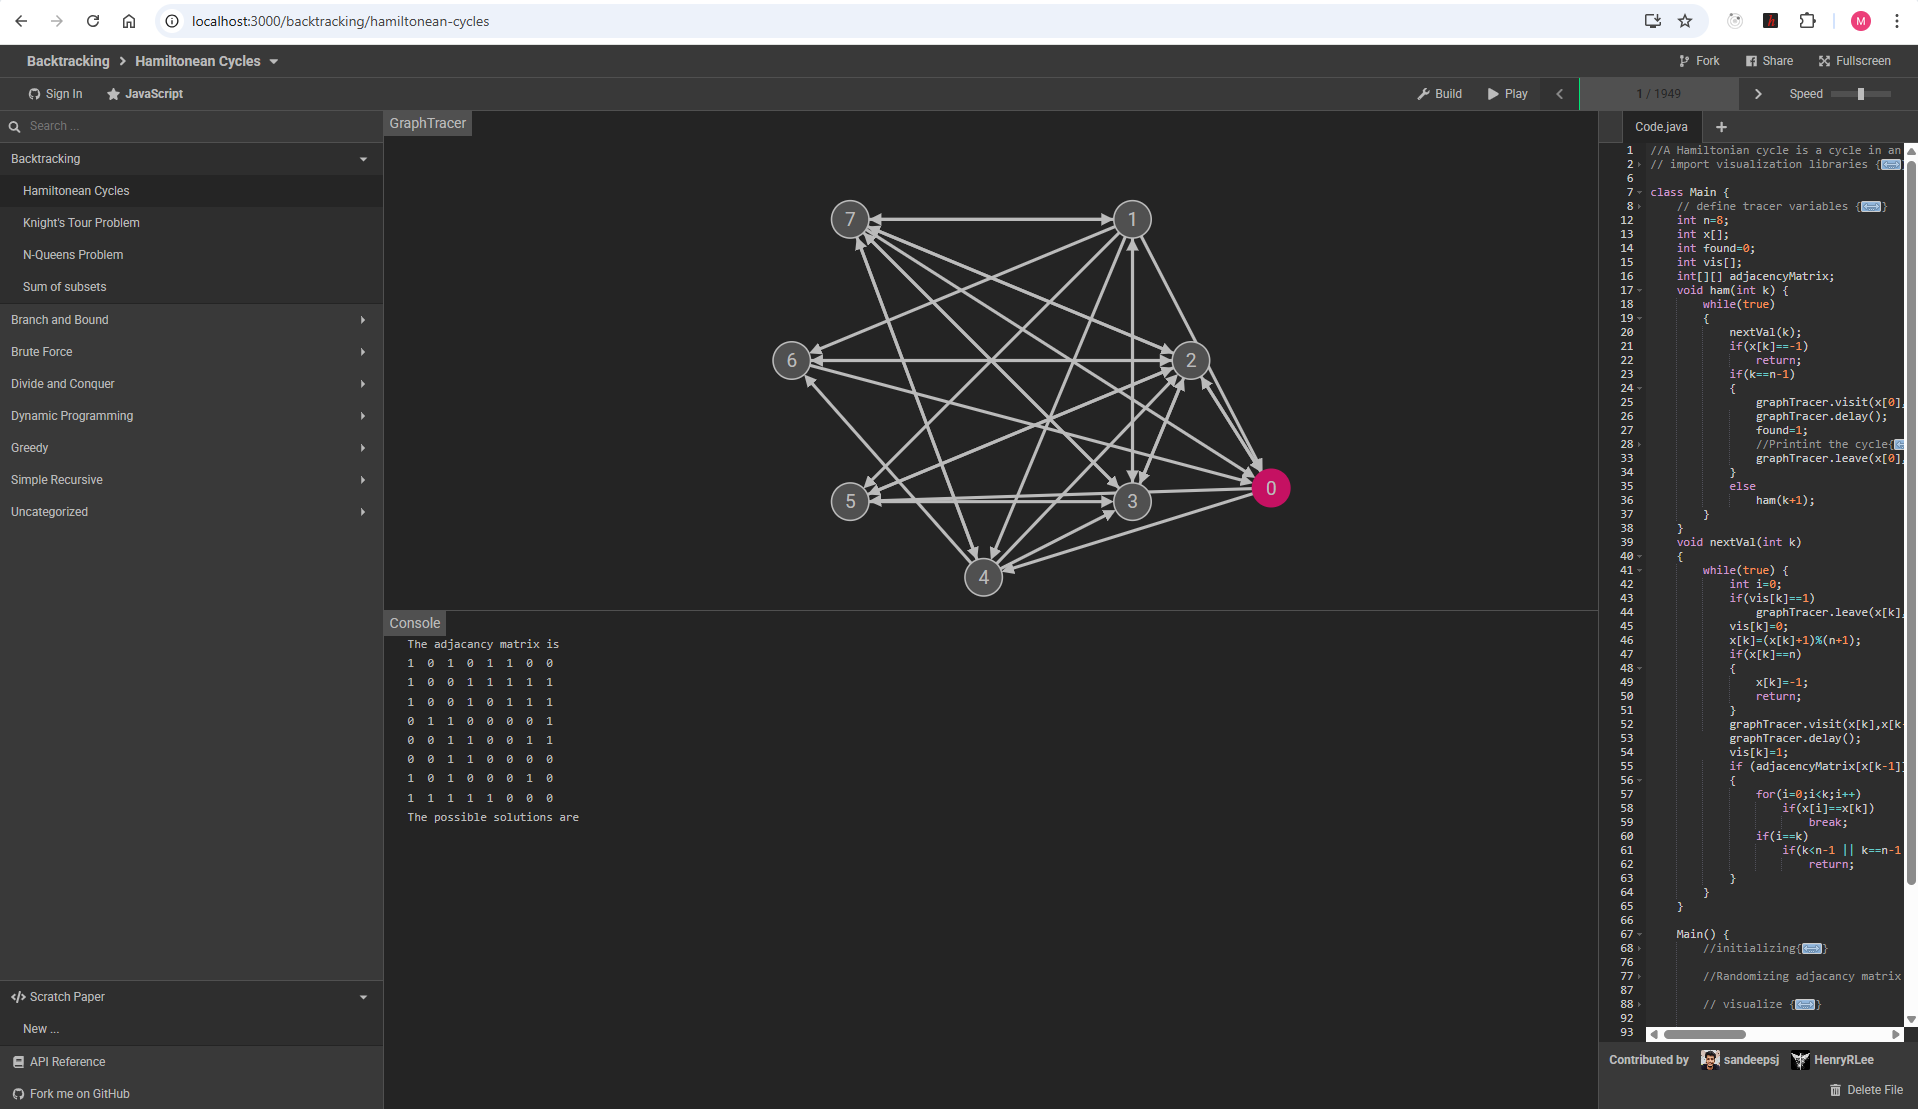 localhost:3000/backtracking/hamiltonean-cycles
M
Backtracking
Hamiltonean Cycles
Fork
Share
Fullscreen
Sign In
JavaScript
Build
Play
1 / 1949
Speed
Search ...
Backtracking
Hamiltonean Cycles
Knight's Tour Problem
N-Queens Problem
Sum of subsets
Branch and Bound
Brute Force
Divide and Conquer
Dynamic Programming
Greedy
Simple Recursive
Uncategorized
Scratch Paper
New ...
API Reference
Fork me on GitHub
GraphTracer
7
1
6
2
0
5
3
4
Console
The adjacancy matrix is
1 0 1 0 1 1 0 0
1 0 0 1 1 1 1 1
1 0 0 1 0 1 1 1
0 1 1 0 0 0 0 1
0 0 1 1 0 0 1 1
0 0 1 1 0 0 0 0
1 0 1 0 0 0 1 0
1 1 1 1 1 0 0 0
The possible solutions are
Code.java
1 //A Hamiltonian cycle is a cycle in an
2 // import visualization libraries {
6
7 class Main {
8 // define tracer variables {}
12 int n=8;
13 int x[];
14 int found=0;
15 int vis[];
16 int[][] adjacencyMatrix;
17 void ham(int k) {
18 while(true)
19 {
20 nextVal(k);
21 if(x[k]==-1)
22 return;
23 if(k==n-1)
24 {
25 graphTracer.visit(x[0],
26 graphTracer.delay();
27 found=1;
28 //Printint the cycle{
33 graphTracer.leave(x[0],
34 }
35 else
36 ham(k+1);
37 }
38 }
39 void nextVal(int k)
40 {
41 while(true) {
42 int i=0;
43 if(vis[k]==1)
44 graphTracer.leave(x[k],
45 vis[k]=0;
46 x[k]=(x[k]+1)%(n+1);
47 if(x[k]==n)
48 {
49 x[k]=-1;
50 return;
51 }
52 graphTracer.visit(x[k],x[k-
53 graphTracer.delay();
54 vis[k]=1;
55 if (adjacencyMatrix[x[k-1]]
56 {
57 for(i=0;i<k;i++)
58 if(x[i]==x[k])
59 break;
60 if(i==k)
61 if(k<n-1 || k==n-1
62 return;
63 }
64 }
65 }
66
67 Main() {
68 //initializing{}
76
77 //Randomizing adjacancy matrix
87
88 // visualize {}
92
93
Contributed by sandeepsj HenryRLee
Delete File